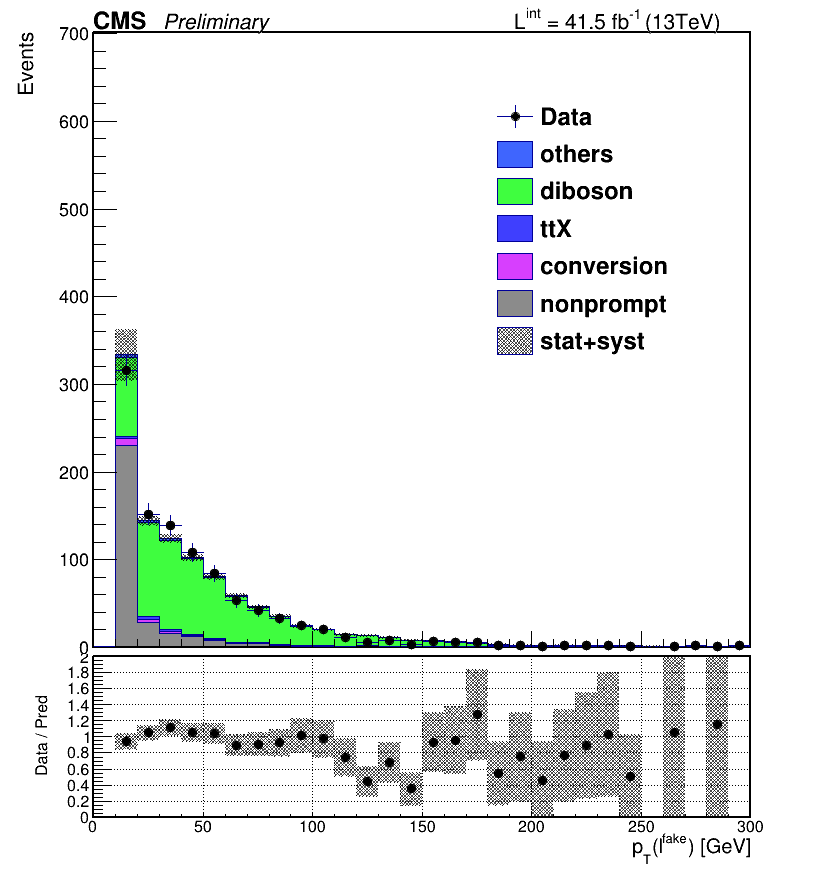 CMS Preliminary L^int = 41.5 fb^-1 (13TeV)
Events
700
600
500
400
300
200
100
0
Data
others
diboson
ttX
conversion
nonprompt
stat+syst
Data / Pred
2
1.8
1.6
1.4
1.2
1
0.8
0.6
0.4
0.2
0
0 50 100 150 200 250 300
p_T(l^fake) [GeV]